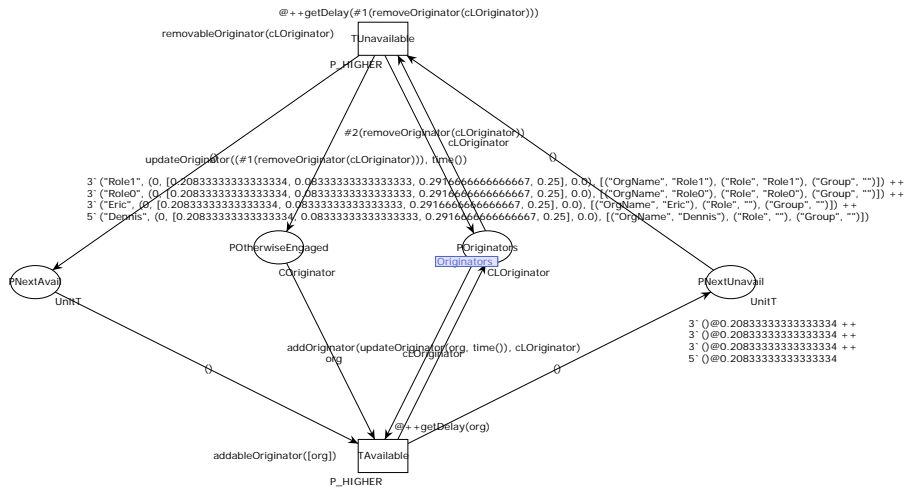 @++getDelay(#1(removeOriginator(cLOriginator)))
removableOriginator(cLOriginator)
TUnavailable
P_HIGHER
#2(removeOriginator(cLOriginator))
cLOriginator
()
()
updateOriginator((#1(removeOriginator(cLOriginator))), time())
3`("Role1", (0, [0.20833333333333334, 0.08333333333333333, 0.2916666666666667, 0.25], 0.0), [("OrgName", "Role1"), ("Role", "Role1"), ("Group", "")]) ++
3`("Role0", (0, [0.20833333333333334, 0.08333333333333333, 0.2916666666666667, 0.25], 0.0), [("OrgName", "Role0"), ("Role", "Role0"), ("Group", "")]) ++
3`("Eric", (0, [0.20833333333333334, 0.08333333333333333, 0.2916666666666667, 0.25], 0.0), [("OrgName", "Eric"), ("Role", ""), ("Group", "")]) ++
5`("Dennis", (0, [0.20833333333333334, 0.08333333333333333, 0.2916666666666667, 0.25], 0.0), [("OrgName", "Dennis"), ("Role", ""), ("Group", "")])
POtherwiseEngaged
POriginators
Originators
COriginator
CLOriginator
PNextAvail
UnitT
PNextUnavail
UnitT
3`()@0.20833333333333334 ++
3`()@0.20833333333333334 ++
3`()@0.20833333333333334 ++
5`()@0.20833333333333334
addOriginator(updateOriginator(org, time()), cLOriginator)
cLOriginator
org
()
()
@++getDelay(org)
addableOriginator([org])
TAvailable
P_HIGHER